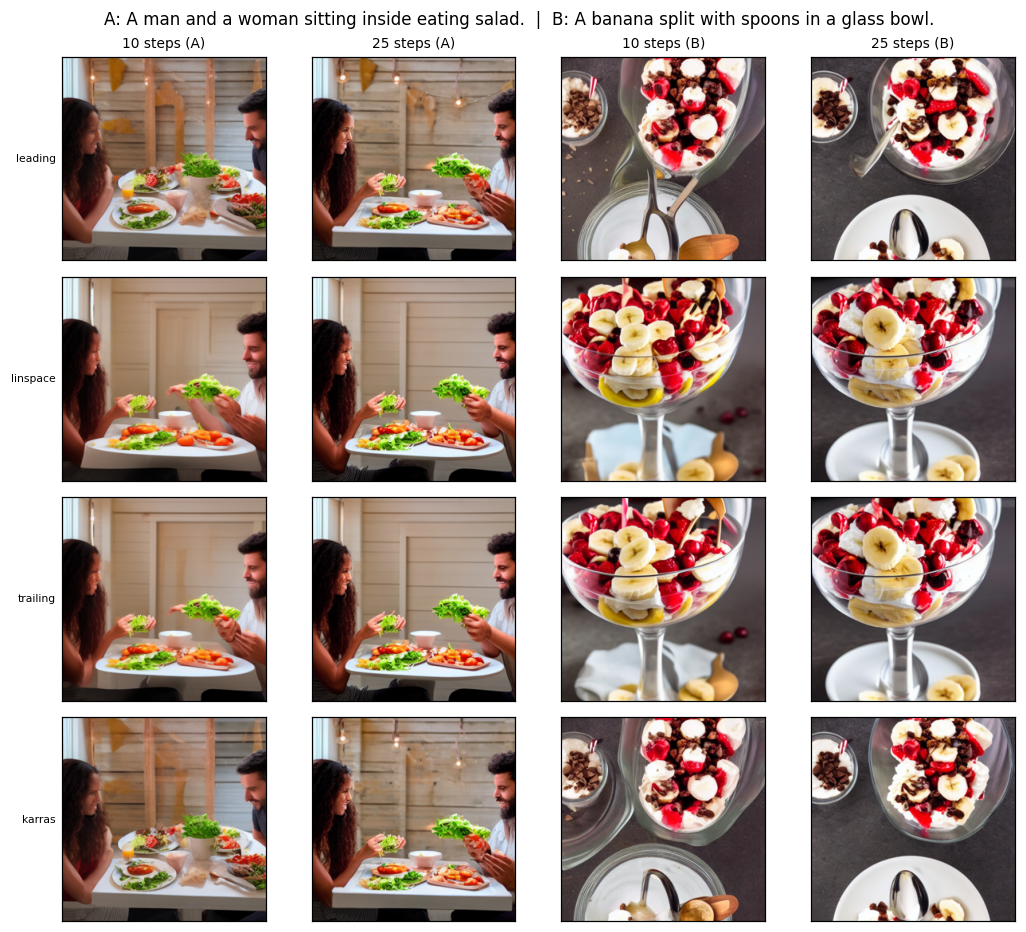 A: A man and a woman sitting inside eating salad.  |  B: A banana split with spoons in a glass bowl.
10 steps (A)
25 steps (A)
10 steps (B)
25 steps (B)
leading
linspace
trailing
karras